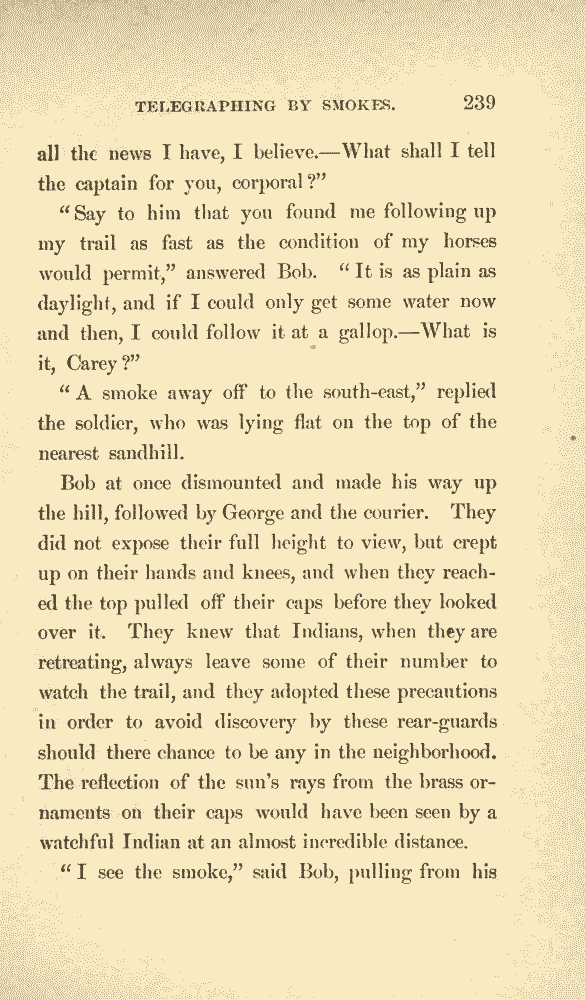 TELEGRAPHING BY SMOKES. 239
all the news I have, I believe.—What shall I tell
the captain for you, corporal?”
“Say to him that you found me following up
my trail as fast as the condition of my horses
would permit,” answered Bob. “It is as plain as
daylight, and if I could only get some water now
and then, I could follow it at a gallop.—What is
it, Carey?”
“A smoke away off to the south-east,” replied
the soldier, who was lying flat on the top of the
nearest sandhill.
Bob at once dismounted and made his way up
the hill, followed by George and the courier. They
did not expose their full height to view, but crept
up on their hands and knees, and when they reach-
ed the top pulled off their caps before they looked
over it. They knew that Indians, when they are
retreating, always leave some of their number to
watch the trail, and they adopted these precautions
in order to avoid discovery by these rear-guards
should there chance to be any in the neighborhood.
The reflection of the sun’s rays from the brass or-
naments on their caps would have been seen by a
watchful Indian at an almost incredible distance.
“I see the smoke,” said Bob, pulling from his